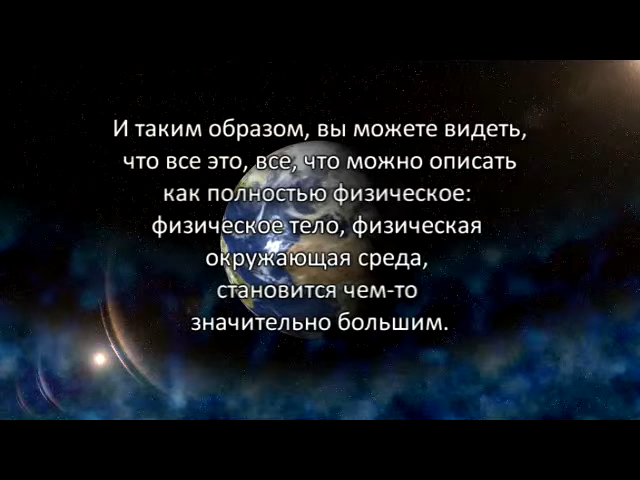 И таким образом, вы можете видеть,
что все это, все, что можно описать
как полностью физическое:
физическое тело, физическая
окружающая среда,
становится чем-то
значительно большим.